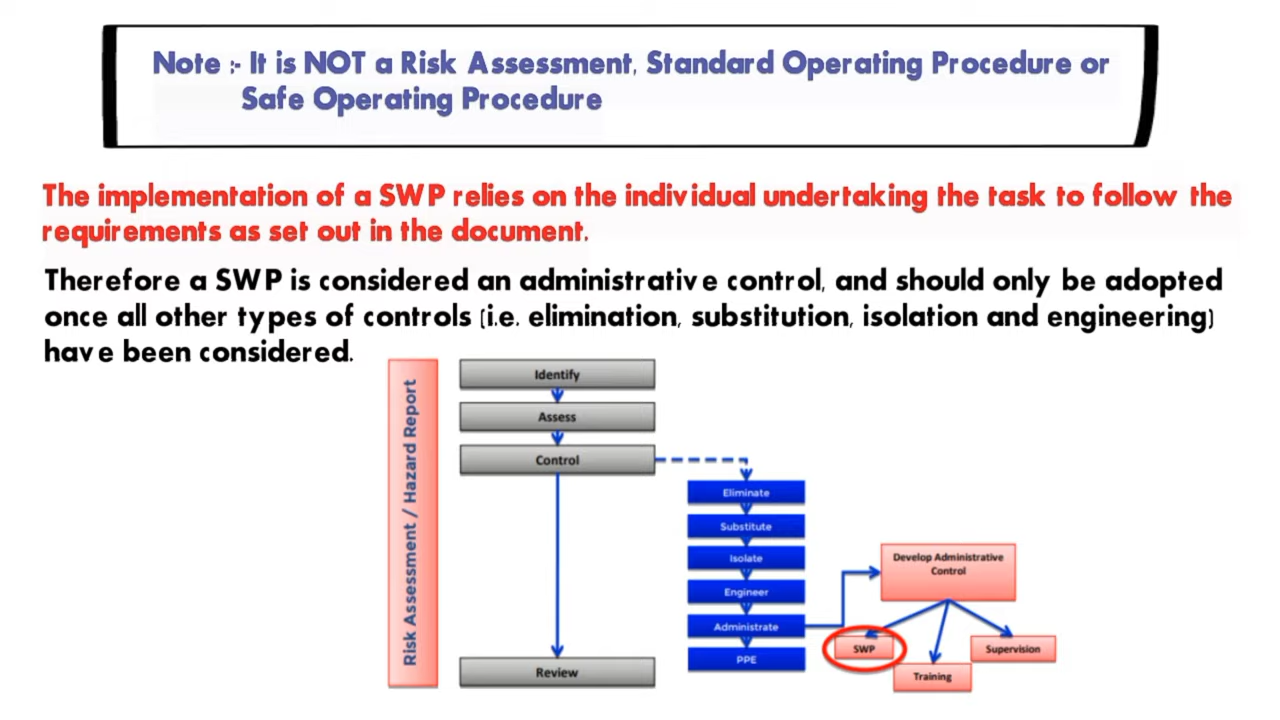 Note :- It is NOT a Risk Assessment, Standard Operating Procedure or
Safe Operating Procedure
The implementation of a SWP relies on the individual undertaking the task to follow the
requirements as set out in the document.
Therefore a SWP is considered an administrative control, and should only be adopted
once all other types of controls (i.e. elimination, substitution, isolation and engineering)
have been considered.
Risk Assessment / Hazard Report
Identify
Assess
Control
Review
Eliminate
Substitute
Isolate
Engineer
Administrate
PPE
Develop Administrative
Control
SWP
Training
Supervision